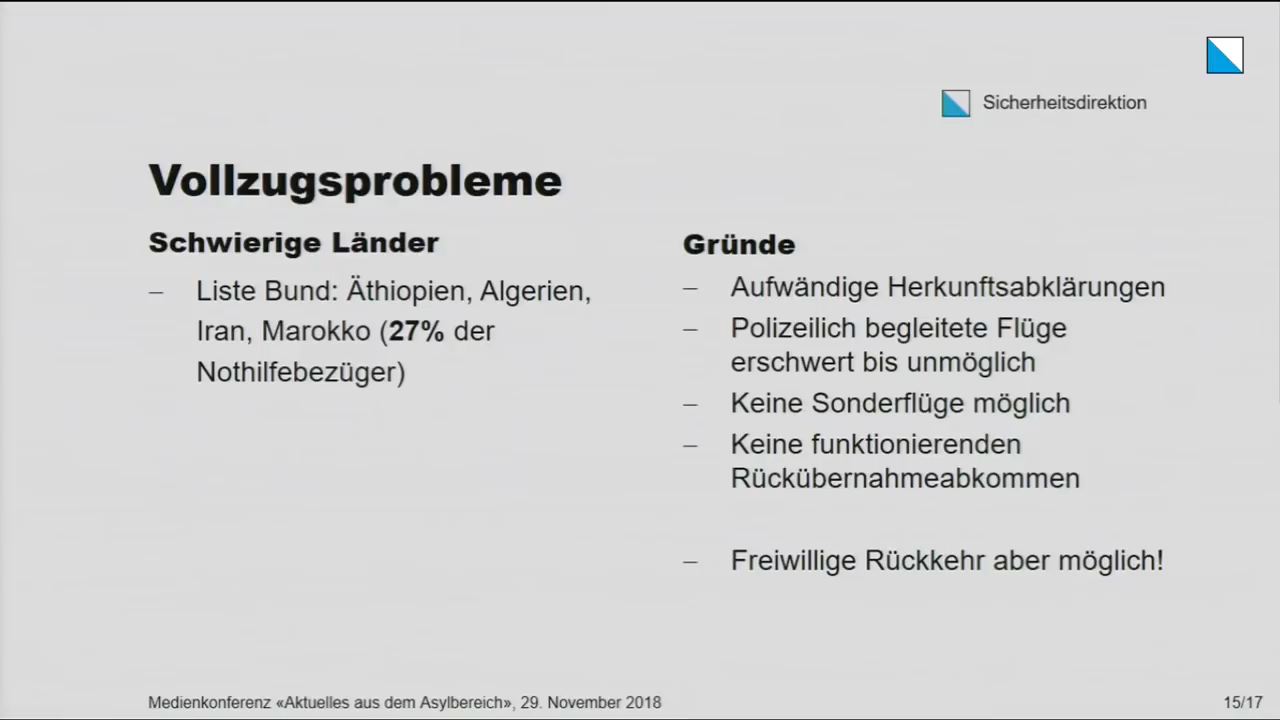 Sicherheitsdirektion
Vollzugsprobleme
Schwierige Länder
– Liste Bund: Äthiopien, Algerien,
Iran, Marokko (27% der
Nothilfebezüger)
Gründe
– Aufwändige Herkunftsabklärungen
– Polizeilich begleitete Flüge
erschwert bis unmöglich
– Keine Sonderflüge möglich
– Keine funktionierenden
Rückübernahmeabkommen
– Freiwillige Rückkehr aber möglich!
Medienkonferenz «Aktuelles aus dem Asylbereich», 29. November 2018
15/17